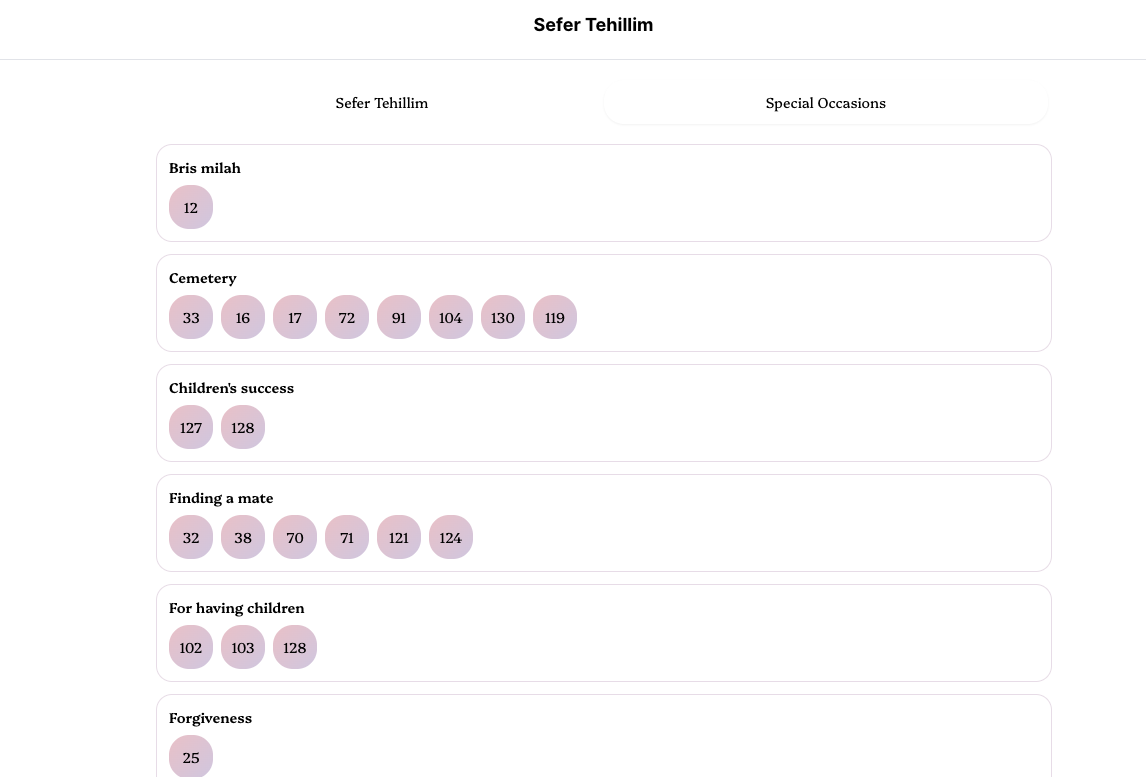 Sefer Tehillim
Sefer Tehillim Special Occasions
Bris milah
12
Cemetery
33 16 17 72 91 104 130 119
Children's success
127 128
Finding a mate
32 38 70 71 121 124
For having children
102 103 128
Forgiveness
25